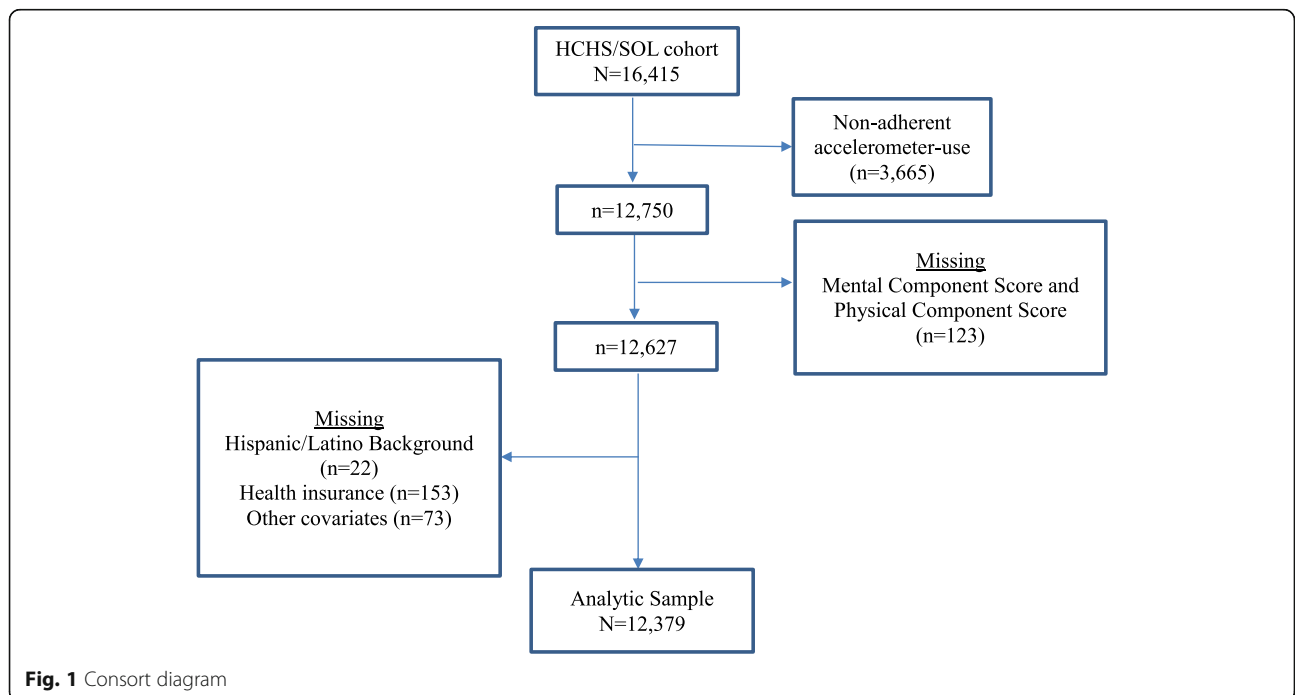 HCHS/SOL cohort
N=16,415
Non-adherent
accelerometer-use
(n=3,665)
n=12,750
Missing
Mental Component Score and
Physical Component Score
(n=123)
n=12,627
Missing
Hispanic/Latino Background
(n=22)
Health insurance (n=153)
Other covariates (n=73)
Analytic Sample
N=12,379
Fig. 1 Consort diagram